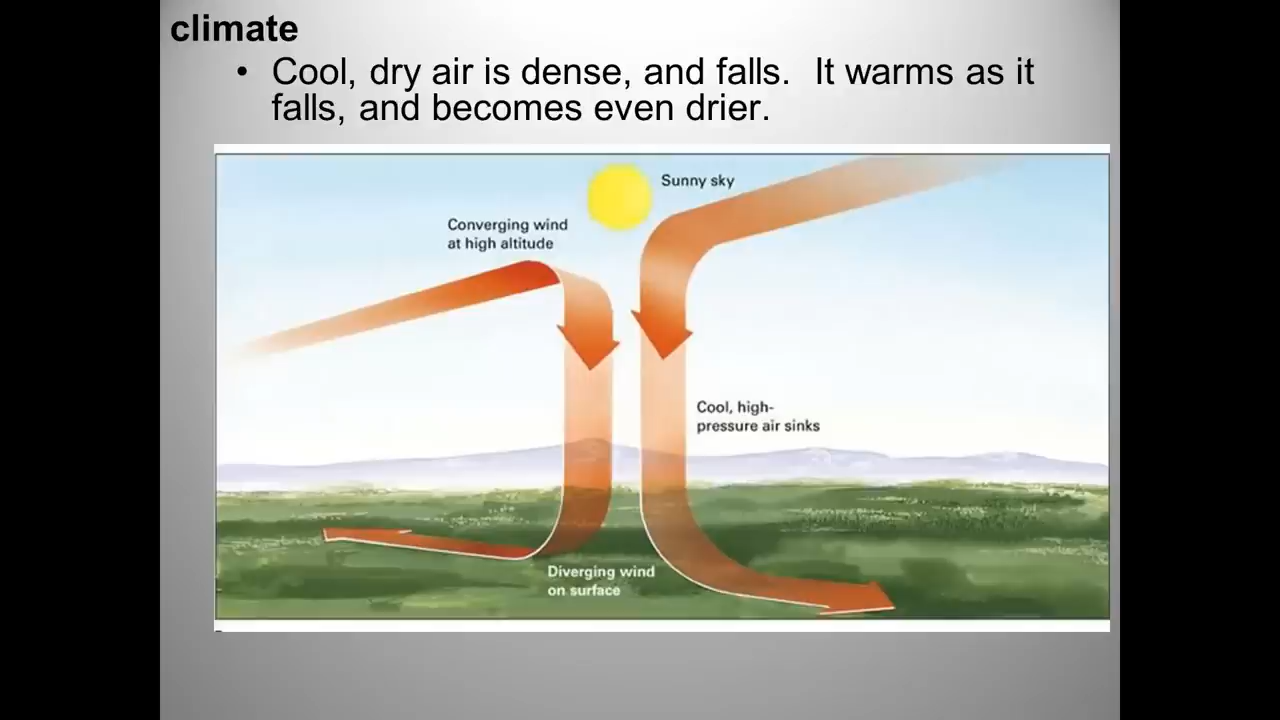 climate
• Cool, dry air is dense, and falls.  It warms as it
falls, and becomes even drier.
Sunny sky
Converging wind
at high altitude
Cool, high-
pressure air sinks
Diverging wind
on surface